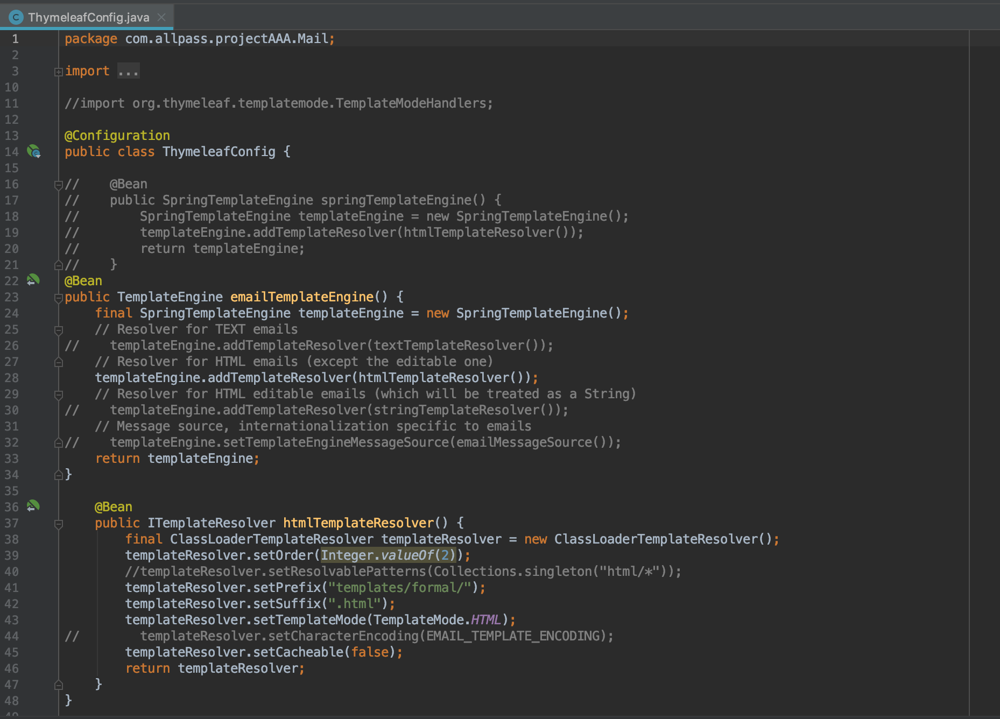 ThymeleafConfig.java
1 package com.allpass.projectAAA.Mail;
2
3 import ...
10
11 //import org.thymeleaf.templatemode.TemplateModeHandlers;
12
13 @Configuration
14 public class ThymeleafConfig {
15
16 //    @Bean
17 //    public SpringTemplateEngine springTemplateEngine() {
18 //        SpringTemplateEngine templateEngine = new SpringTemplateEngine();
19 //        templateEngine.addTemplateResolver(htmlTemplateResolver());
20 //        return templateEngine;
21 //    }
22 @Bean
23 public TemplateEngine emailTemplateEngine() {
24     final SpringTemplateEngine templateEngine = new SpringTemplateEngine();
25     // Resolver for TEXT emails
26 //    templateEngine.addTemplateResolver(textTemplateResolver());
27     // Resolver for HTML emails (except the editable one)
28     templateEngine.addTemplateResolver(htmlTemplateResolver());
29     // Resolver for HTML editable emails (which will be treated as a String)
30 //    templateEngine.addTemplateResolver(stringTemplateResolver());
31     // Message source, internationalization specific to emails
32 //    templateEngine.setTemplateEngineMessageSource(emailMessageSource());
33     return templateEngine;
34 }
35
36     @Bean
37     public ITemplateResolver htmlTemplateResolver() {
38         final ClassLoaderTemplateResolver templateResolver = new ClassLoaderTemplateResolver();
39         templateResolver.setOrder(Integer.valueOf(2));
40         //templateResolver.setResolvablePatterns(Collections.singleton("html/*"));
41         templateResolver.setPrefix("templates/formal/");
42         templateResolver.setSuffix(".html");
43         templateResolver.setTemplateMode(TemplateMode.HTML);
44 //        templateResolver.setCharacterEncoding(EMAIL_TEMPLATE_ENCODING);
45         templateResolver.setCacheable(false);
46         return templateResolver;
47     }
48 }